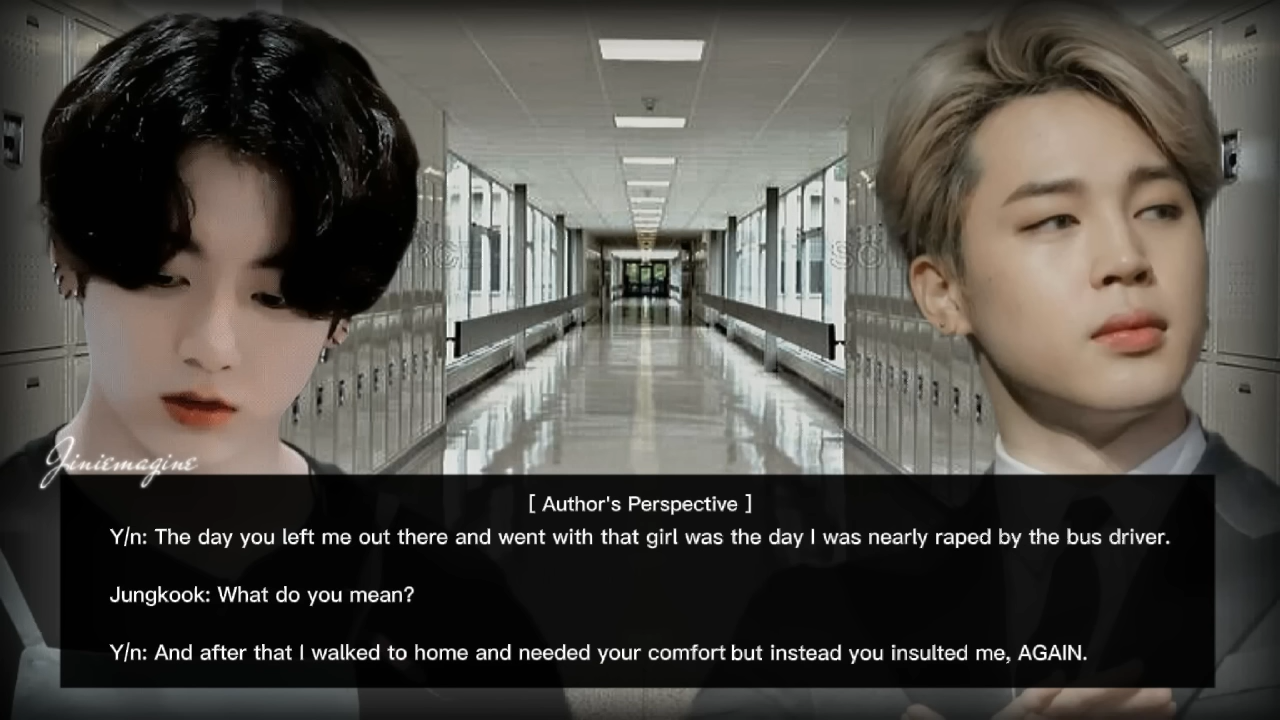 [ Author's Perspective ]
Y/n: The day you left me out there and went with that girl was the day I was nearly raped by the bus driver.
Jungkook: What do you mean?
Y/n: And after that I walked to home and needed your comfort but instead you insulted me, AGAIN.
Jiniemagine